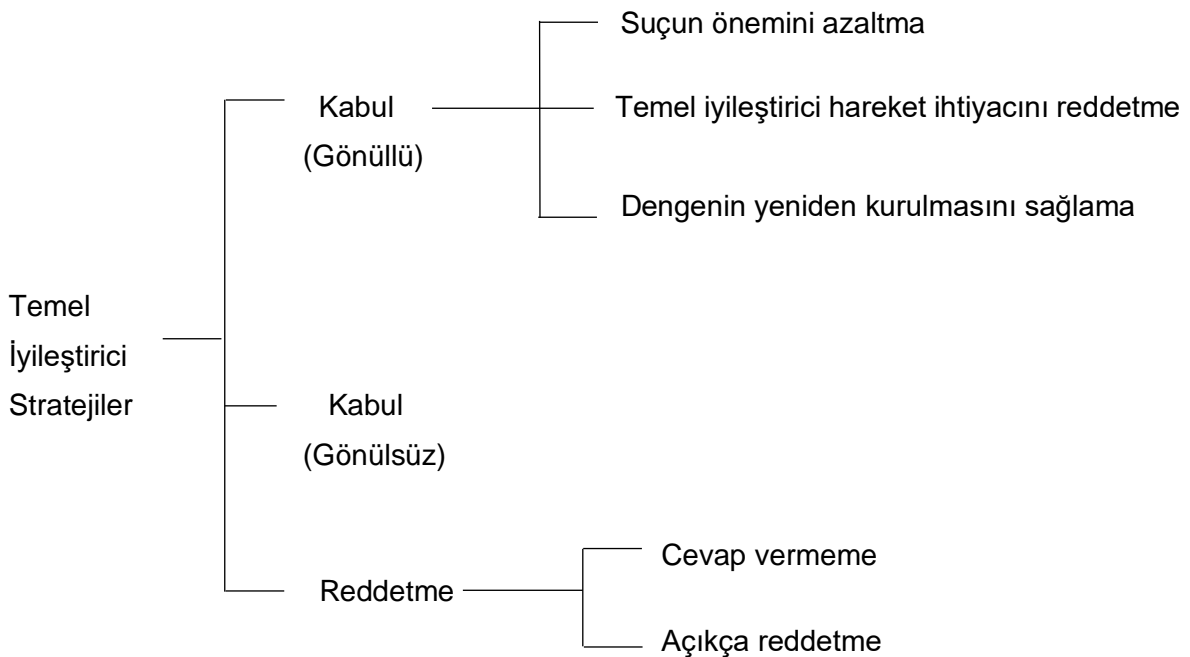 Suçun önemini azaltma
Kabul
(Gönüllü)
Temel iyileştirici hareket ihtiyacını reddetme
Dengenin yeniden kurulmasını sağlama
Temel
İyileştirici
Stratejiler
Kabul
(Gönülsüz)
Reddetme
Cevap vermeme
Açıkça reddetme